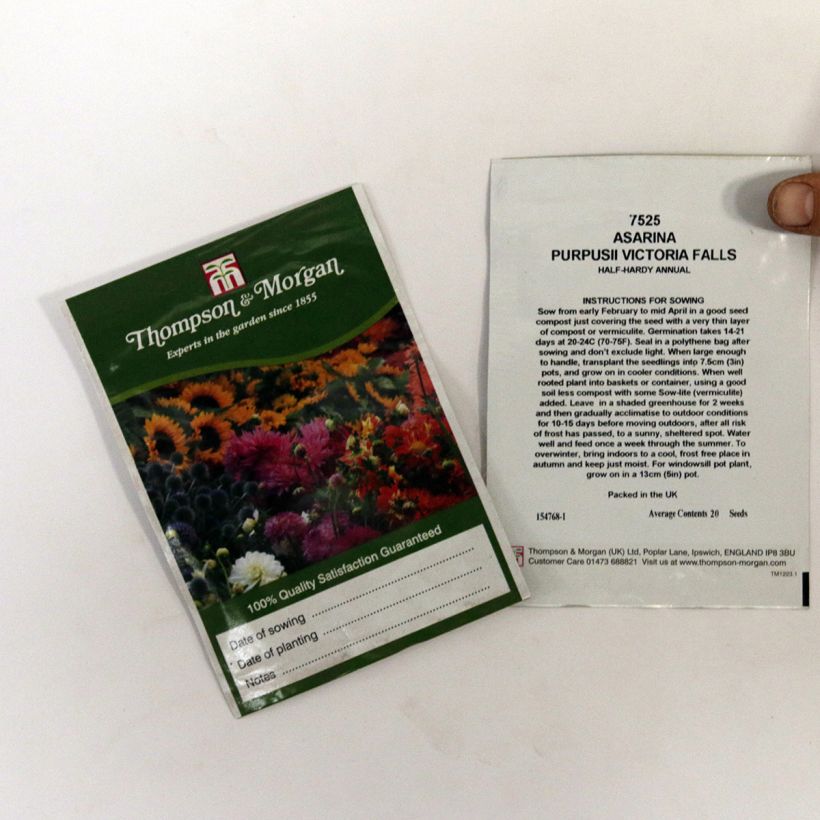 Thompson & Morgan
Experts in the garden since 1855
100% Quality Satisfaction Guaranteed
Date of sowing
Date of planting
Notes
7525
ASARINA
PURPUSII VICTORIA FALLS
HALF-HARDY ANNUAL
INSTRUCTIONS FOR SOWING
Sow from early February to mid April in a good seed
compost just covering the seed with a very thin layer
of compost or vermiculite. Germination takes 14-21
days at 20-24C (70-75F). Seal in a polythene bag after
sowing and don't exclude light. When large enough
to handle, transplant the seedlings into 7.5cm (3in)
pots, and grow on in cooler conditions. When well
rooted plant into baskets or container, using a good
soil less compost with some Sow-lite (vermiculite)
added. Leave in a shaded greenhouse for 2 weeks
and then gradually acclimatise to outdoor conditions
for 10-15 days before moving outdoors, after all risk
of frost has passed, to a sunny, sheltered spot. Water
well and feed once a week through the summer. To
overwinter, bring indoors to a cool, frost free place in
autumn and keep just moist. For windowsill pot plant,
grow on in a 13cm (5in) pot.
Packed in the UK
154768-1 Average Contents 20 Seeds
Thompson & Morgan (UK) Ltd, Poplar Lane, Ipswich, ENGLAND IP8 3BU
Customer Care 01473 688821 Visit us at www.thompson-morgan.com
TM1223.1